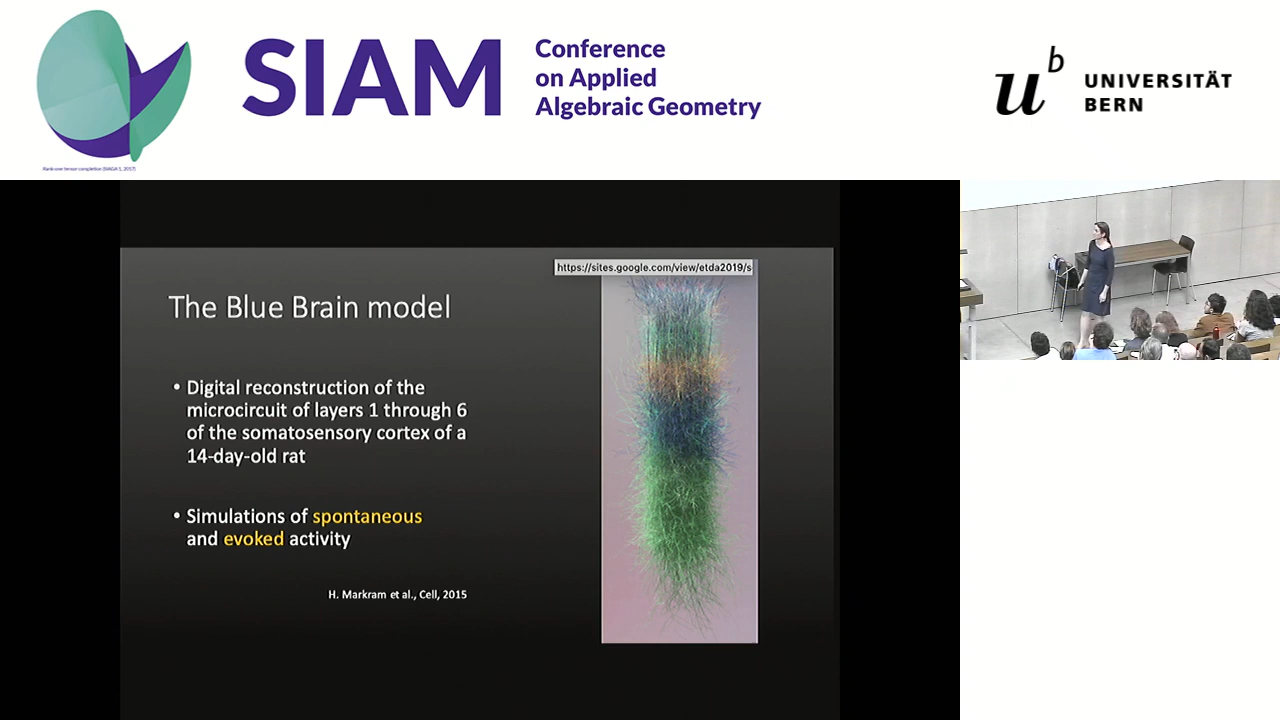 SIAM
Conference
on Applied
Algebraic Geometry
u
b
UNIVERSITÄT
BERN
https://sites.google.com/view/etda2019/s
The Blue Brain model
• Digital reconstruction of the
microcircuit of layers 1 through 6
of the somatosensory cortex of a
14-day-old rat
• Simulations of spontaneous
and evoked activity
H. Markram et al., Cell, 2015